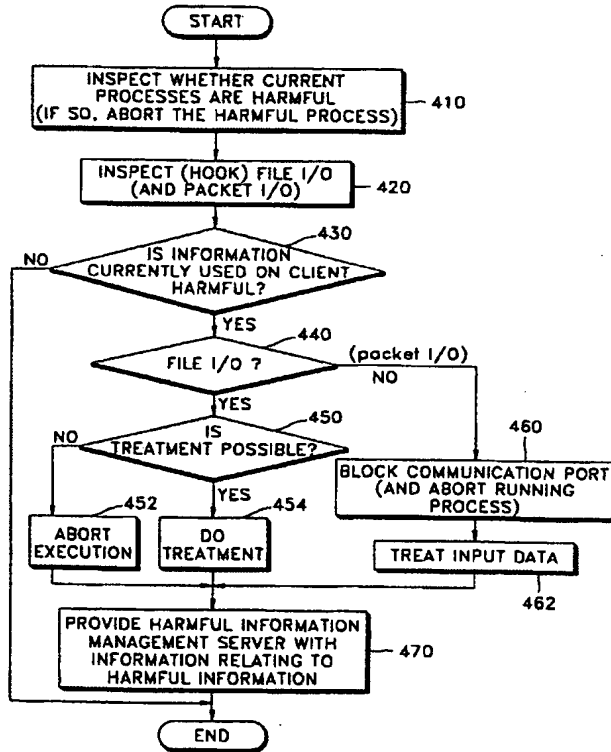 START
INSPECT WHETHER CURRENT
PROCESSES ARE HARMFUL
(IF SO, ABORT THE HARMFUL PROCESS)
410
INSPECT (HOOK) FILE I/O
(AND PACKET I/O)
420
430
IS INFORMATION
CURRENTLY USED ON CLIENT
HARMFUL?
NO
YES
440
FILE I/O ?
(packet I/O)
NO
YES
450
IS
TREATMENT POSSIBLE?
NO
YES
460
BLOCK COMMUNICATION PORT
(AND ABORT RUNNING
PROCESS)
452
ABORT
EXECUTION
454
DO
TREATMENT
TREAT INPUT DATA
462
PROVIDE HARMFUL INFORMATION
MANAGEMENT SERVER WITH
INFORMATION RELATING TO
HARMFUL INFORMATION
470
END